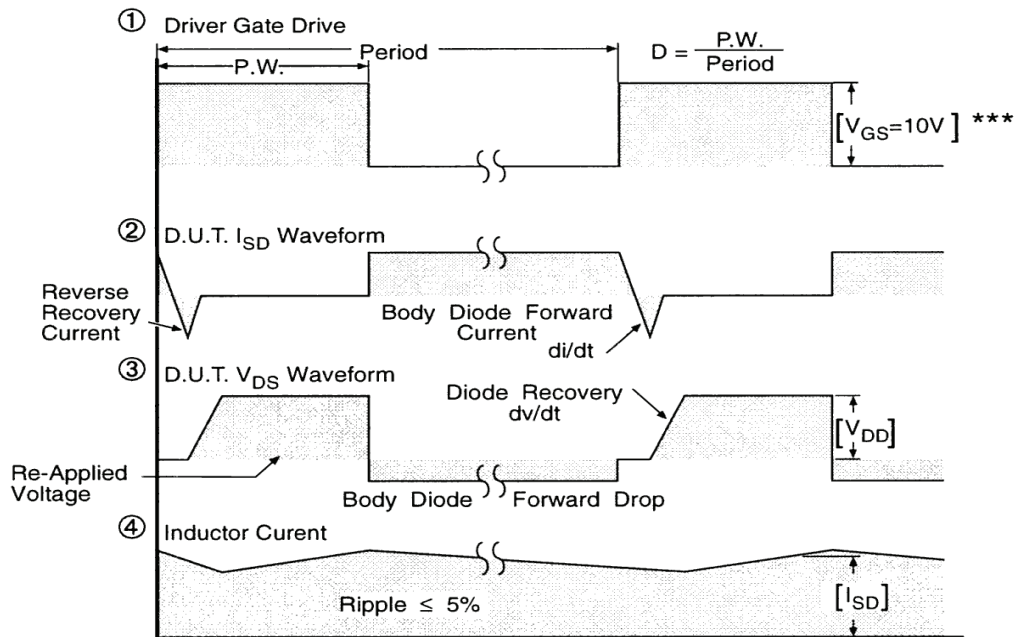 ① Driver Gate Drive
Period
P.W.
D = P.W. / Period
[V_GS=10V] ***
② D.U.T. I_SD Waveform
Reverse
Recovery
Current
Body Diode Forward
Current
di/dt
③ D.U.T. V_DS Waveform
Diode Recovery
dv/dt
[V_DD]
Re-Applied
Voltage
Body Diode Forward Drop
④ Inductor Curent
Ripple ≤ 5%
[I_SD]